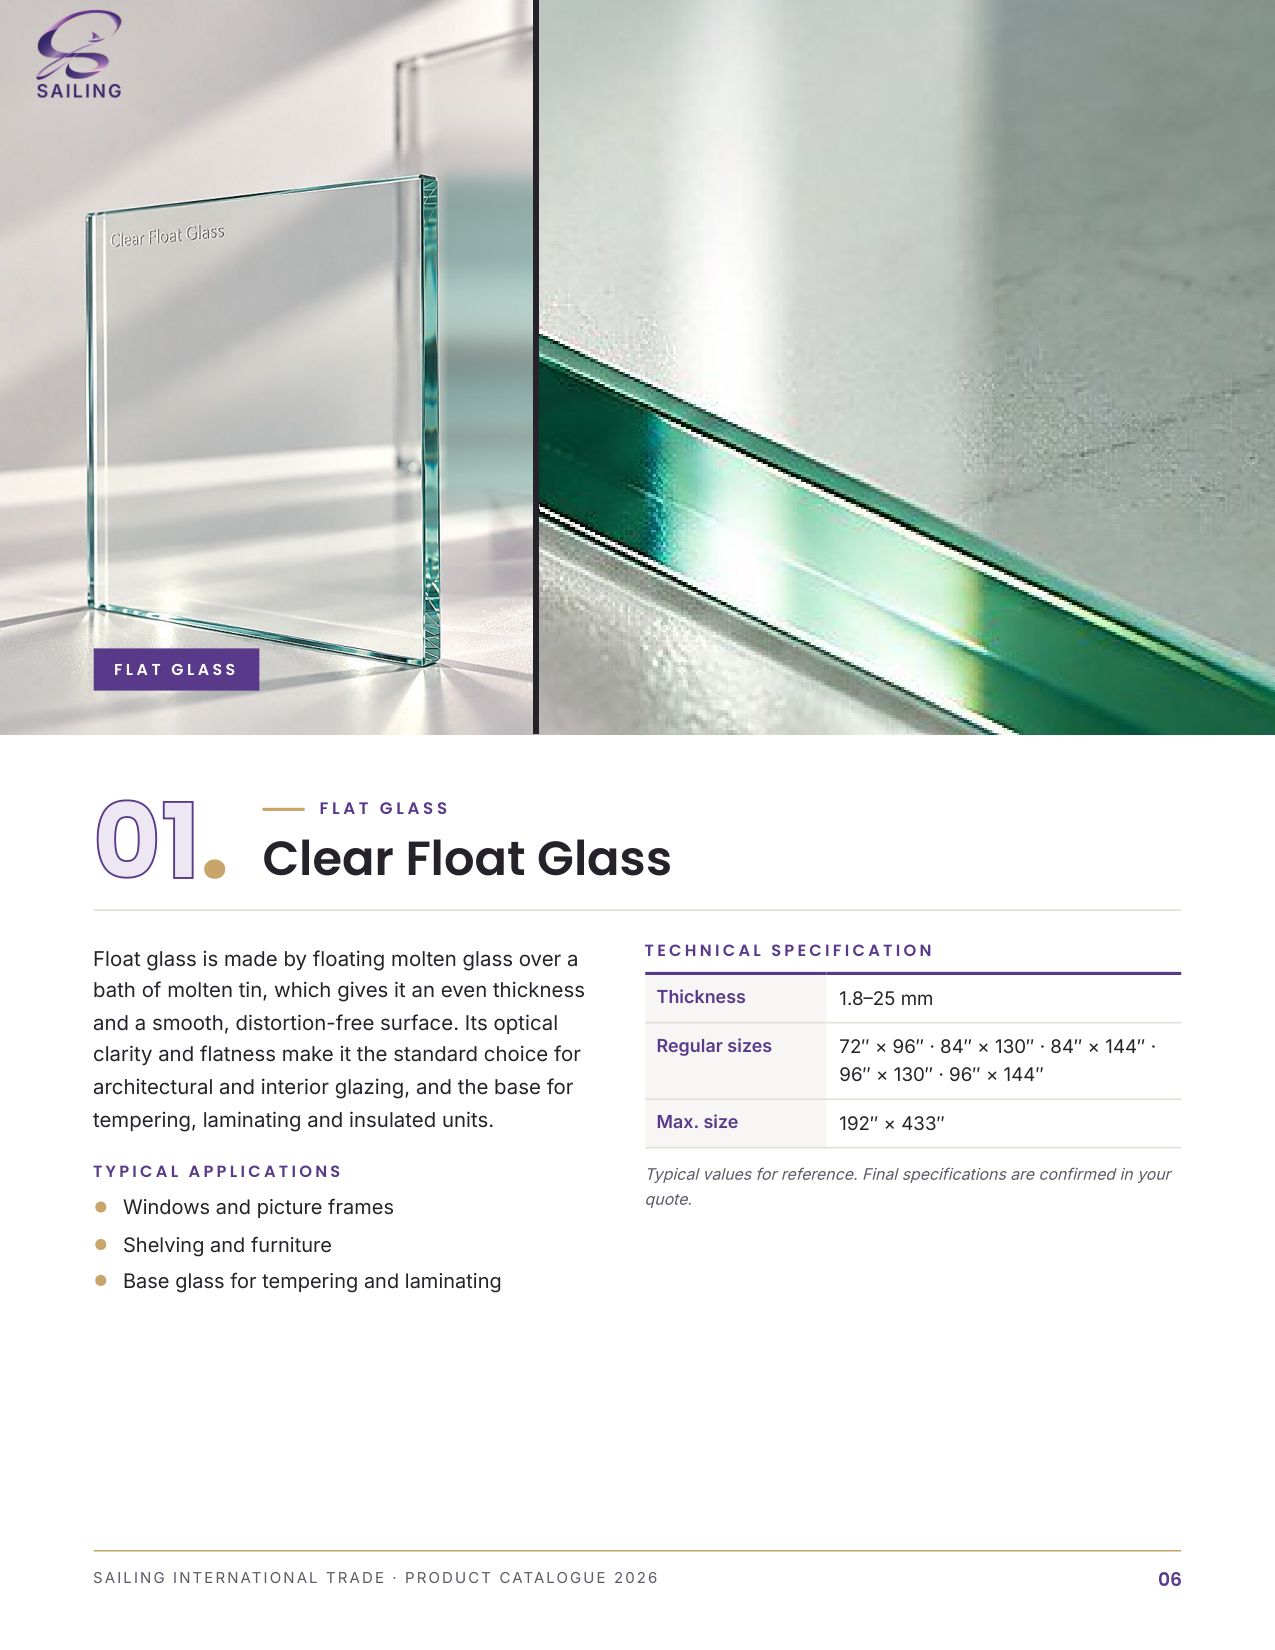 SAILING
Clear Float Glass
FLAT GLASS
01.
FLAT GLASS
Clear Float Glass
Float glass is made by floating molten glass over a
bath of molten tin, which gives it an even thickness
and a smooth, distortion-free surface. Its optical
clarity and flatness make it the standard choice for
architectural and interior glazing, and the base for
tempering, laminating and insulated units.
TYPICAL APPLICATIONS
Windows and picture frames
Shelving and furniture
Base glass for tempering and laminating
TECHNICAL SPECIFICATION
Thickness 1.8–25 mm
Regular sizes 72″ × 96″ · 84″ × 130″ · 84″ × 144″ ·
96″ × 130″ · 96″ × 144″
Max. size 192″ × 433″
Typical values for reference. Final specifications are confirmed in your
quote.
SAILING INTERNATIONAL TRADE · PRODUCT CATALOGUE 2026
06